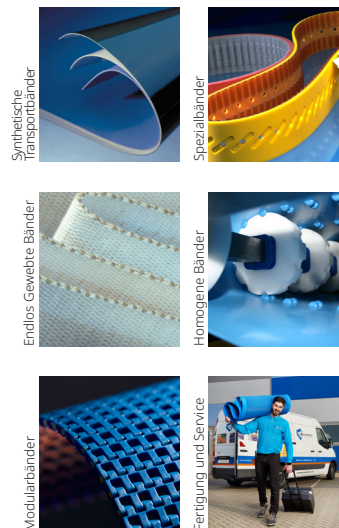 Synthetische
Transportbänder
Spezialbänder
Endlos Gewebte Bänder
Homogene Bänder
Modularbänder
Fertigung und Service